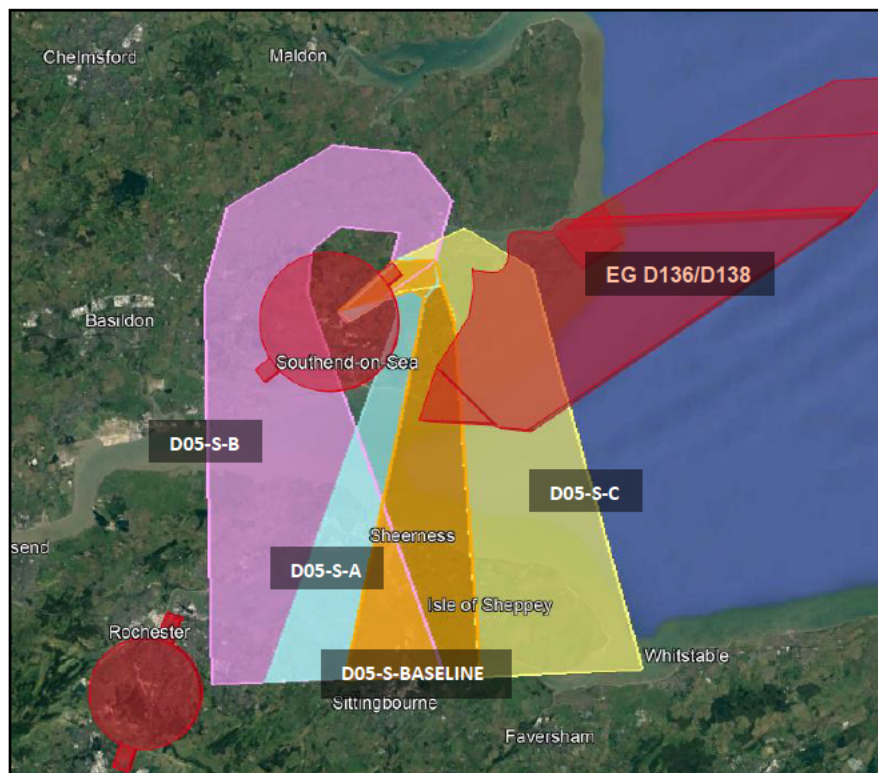 Chelmsford
Maldon
EG D136/D138
Basildon
Southend-on-Sea
D05-S-B
D05-S-C
Sheerness
send
D05-S-A
Isle of Sheppey
Rochester
Whitstable
D05-S-BASELINE
Sittingbourne
Faversham